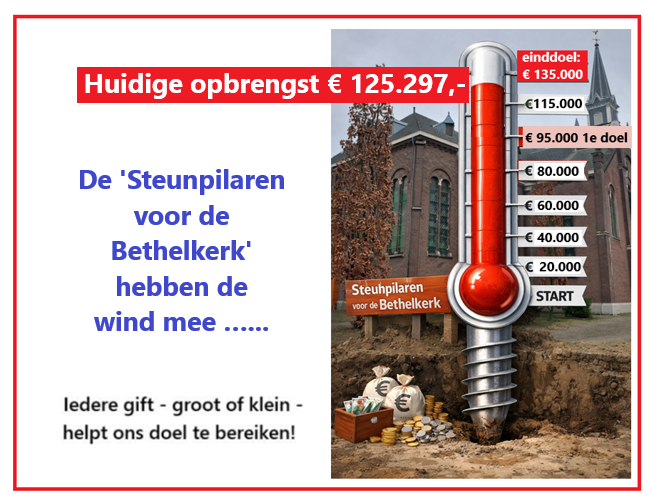 Huidige opbrengst € 125.297,-
De 'Steunpilaren
voor de
Bethelkerk'
hebben de
wind mee …...
Iedere gift - groot of klein -
helpt ons doel te bereiken!
einddoel:
€ 135.000
€115.000
€ 95.000 1e doel
€ 80.000
€ 60.000
€ 40.000
€ 20.000
START
Steunpilaren
voor de Bethelkerk
€
€